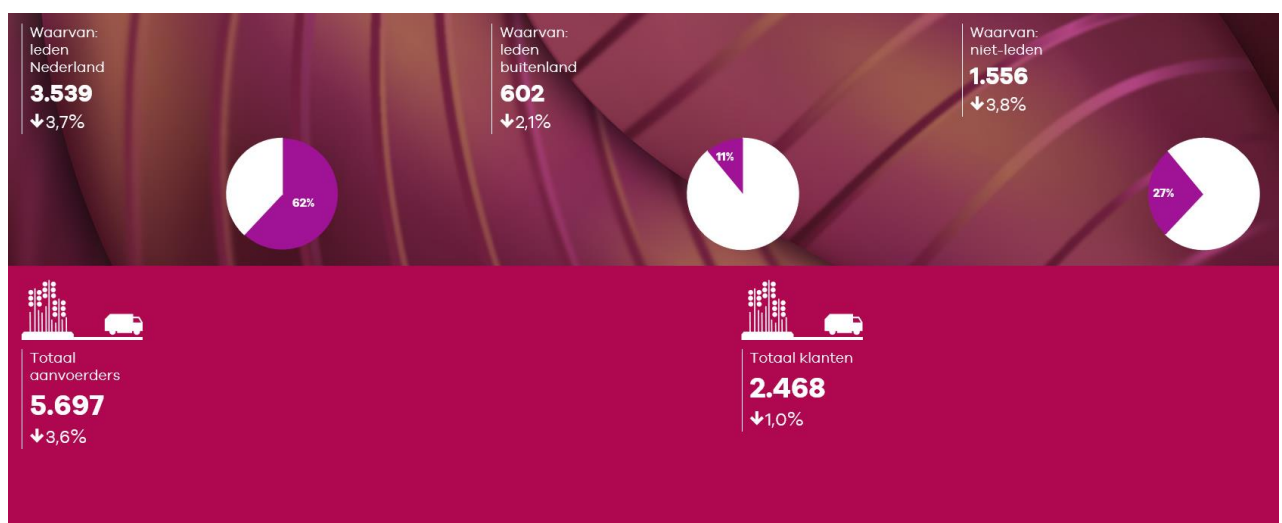 Waarvan:
leden
Nederland
3.539
↓3,7%
62%
Waarvan:
leden
buitenland
602
↓2,1%
11%
Waarvan:
niet-leden
1.556
↓3,8%
27%
Totaal
aanvoerders
5.697
↓3,6%
Totaal klanten
2.468
↓1,0%